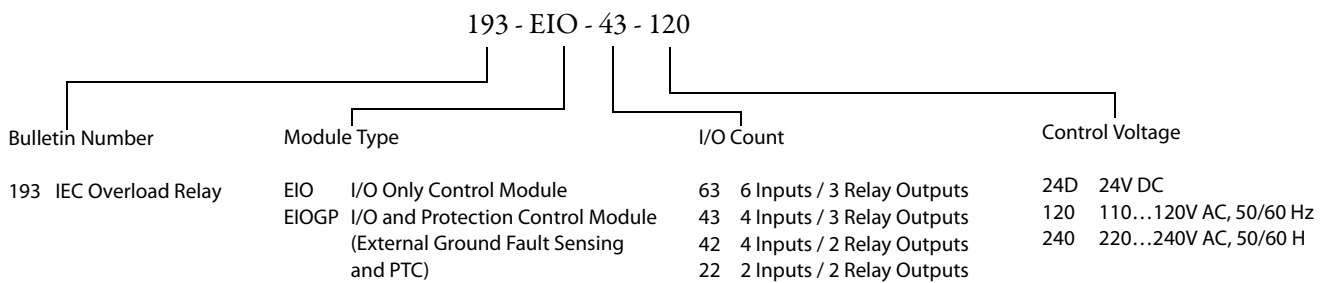 193 - EIO - 43 - 120
Bulletin Number
193 IEC Overload Relay
Module Type
EIO I/O Only Control Module
EIOGP I/O and Protection Control Module
(External Ground Fault Sensing
and PTC)
I/O Count
63 6 Inputs / 3 Relay Outputs
43 4 Inputs / 3 Relay Outputs
42 4 Inputs / 2 Relay Outputs
22 2 Inputs / 2 Relay Outputs
Control Voltage
24D 24V DC
120 110…120V AC, 50/60 Hz
240 220…240V AC, 50/60 H